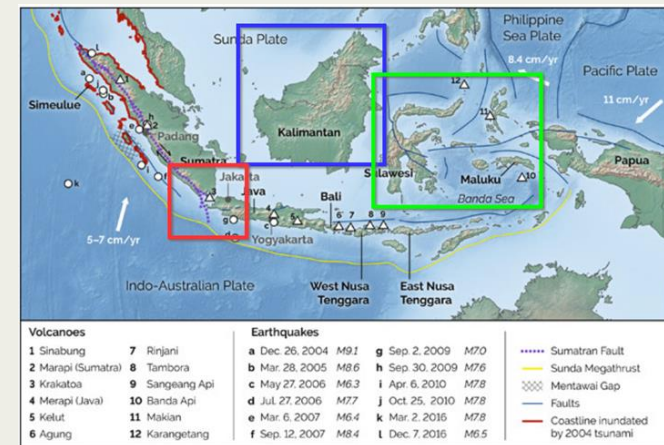 Philippine
Sea Plate
Sunda Plate
8.4 cm/yr
Pacific Plate
11 cm/yr
Simeulue
Padang
Kalimantan
Sumatra
Sulawesi
Papua
Maluku
Jakarta
Java
Bali
Banda Sea
Yogyakarta
5-7 cm/yr
Indo-Australian Plate
West Nusa
Tenggara
East Nusa
Tenggara
Volcanoes
1 Sinabung
2 Marapi (Sumatra)
3 Krakatoa
4 Merapi (Java)
5 Kelut
6 Agung
7 Rinjani
8 Tambora
9 Sangeang Api
10 Banda Api
11 Makian
12 Karangetang
Earthquakes
a Dec. 26, 2004 M9.1
b Mar. 28, 2005 M8.6
c May 27, 2006 M6.3
d Jul. 27, 2006 M7.7
e Mar. 6, 2007 M6.4
f Sep. 12, 2007 M8.4
g Sep. 2, 2009 M7.0
h Sep. 30, 2009 M7.6
i Apr. 6, 2010 M7.8
j Oct. 25, 2010 M7.8
k Mar. 2, 2016 M7.8
l Dec. 7, 2016 M6.5
Sumatran Fault
Sunda Megathrust
Mentawai Gap
Faults
Coastline inundated
by 2004 tsunami